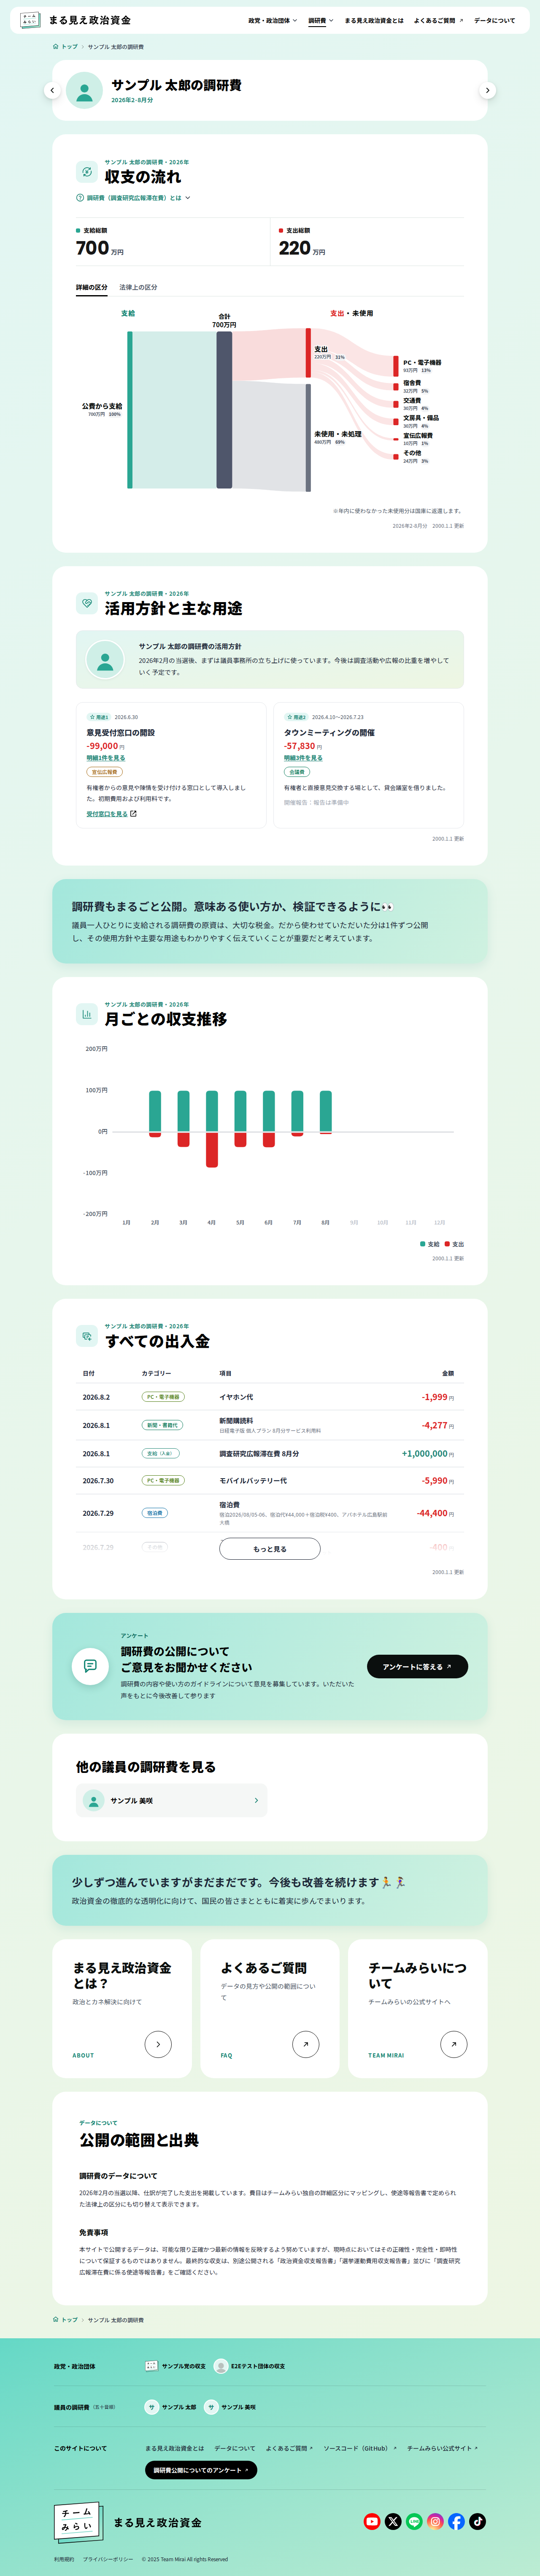 チーム
みらい
まる見え政治資金
政党・政治団体
調研費
まる見え政治資金とは
よくあるご質問
データについて
トップ
サンプル 太郎の調研費
サンプル 太郎の調研費
2026年2-8月分
サンプル 太郎の調研費・2026年
収支の流れ
調研費（調査研究広報滞在費）とは
支給総額
700万円
支出総額
220万円
詳細の区分
法律上の区分
支給
合計
700万円
支出・未使用
公費から支給
700万円 100%
支出
220万円 31%
未使用・未処理
480万円 69%
PC・電子機器
93万円 13%
宿舎費
33万円 5%
交通費
30万円 4%
文房具・備品
30万円 4%
宣伝広報費
10万円 1%
その他
24万円 3%
※年内に使わなかった未使用分は国庫に返還します。
2026年2-8月分 2000.1.1 更新
サンプル 太郎の調研費・2026年
活用方針と主な用途
サンプル 太郎の調研費の活用方針
2026年2月の当選後、まずは議員事務所の立ち上げに使っています。今後は調査活動や広報の比重を増やして
いく予定です。
用途1 2026.6.30
意見受付窓口の開設
-99,000円
明細1件を見る
宣伝広報費
有権者からの意見や陳情を受け付ける窓口として導入しまし
た。初期費用および利用料です。
受付窓口を見る
用途2 2026.4.10〜2026.7.23
タウンミーティングの開催
-57,830円
明細3件を見る
会議費
有権者と直接意見交換する場として、貸会議室を借りました。
開催報告：報告は準備中
2000.1.1 更新
調研費もまるごと公開。意味ある使い方か、検証できるように👀
議員一人ひとりに支給される調研費の原資は、大切な税金。だから使わせていただいた分は1件ずつ公開
し、その使用方針や主要な用途もわかりやすく伝えていくことが重要だと考えています。
サンプル 太郎の調研費・2026年
月ごとの収支推移
200万円
100万円
0円
-100万円
-200万円
1月 2月 3月 4月 5月 6月 7月 8月 9月 10月 11月 12月
支給 支出
2000.1.1 更新
サンプル 太郎の調研費・2026年
すべての出入金
日付 カテゴリー 項目 金額
2026.8.2 PC・電子機器 イヤホン代 -1,999円
2026.8.1 新聞・書籍代 新聞購読料 -4,277円
日経電子版 個人プラン 8月分サービス利用料
2026.8.1 支給（入金） 調査研究広報滞在費 8月分 +1,000,000円
2026.7.30 PC・電子機器 モバイルバッテリー代 -5,990円
2026.7.29 宿泊費 宿泊費 -44,400円
宿泊2026/08/05-06、宿泊代¥44,000＋宿泊税¥400、アパホテル広島駅前
大橋
2026.7.29 -400円
もっと見る
2000.1.1 更新
アンケート
調研費の公開について
ご意見をお聞かせください
調研費の内容や使い方のガイドラインについて意見を募集しています。いただいた
声をもとに今後改善して参ります
アンケートに答える
他の議員の調研費を見る
サンプル 美咲
少しずつ進んでいますがまだまだです。今後も改善を続けます🏃🏃‍♀️
政治資金の徹底的な透明化に向けて、国民の皆さまとともに着実に歩んでまいります。
まる見え政治資金
とは？
政治とカネ解決に向けて
ABOUT
よくあるご質問
データの見方や公開の範囲につい
て
FAQ
チームみらいにつ
いて
チームみらいの公式サイトへ
TEAM MIRAI
データについて
公開の範囲と出典
調研費のデータについて
2026年2月の当選以降、仕訳が完了した支出を掲載しています。費目はチームみらい独自の詳細区分にマッピングし、使途等報告書で定められ
た法律上の区分にも切り替えて表示できます。
免責事項
本サイトで公開するデータは、可能な限り正確かつ最新の情報を反映するよう努めていますが、現時点においてはその正確性・完全性・即時性
について保証するものではありません。最終的な収支は、別途公開される「政治資金収支報告書」「選挙運動費用収支報告書」並びに「調査研究
広報滞在費に係る使途等報告書」をご確認ください。
トップ
サンプル 太郎の調研費
政党・政治団体
サンプル党の収支
E2Eテスト団体の収支
議員の調研費（五十音順）
サ サンプル 太郎
サ サンプル 美咲
このサイトについて
まる見え政治資金とは
データについて
よくあるご質問
ソースコード（GitHub）
チームみらい公式サイト
調研費公開についてのアンケート
チーム
みらい
まる見え政治資金
利用規約 プライバシーポリシー © 2025 Team Mirai All rights Reserved